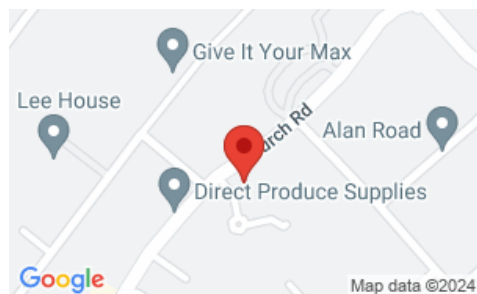 Give It Your Max
Lee House
urch Rd
Alan Road
Direct Produce Supplies
Google
Map data ©2024